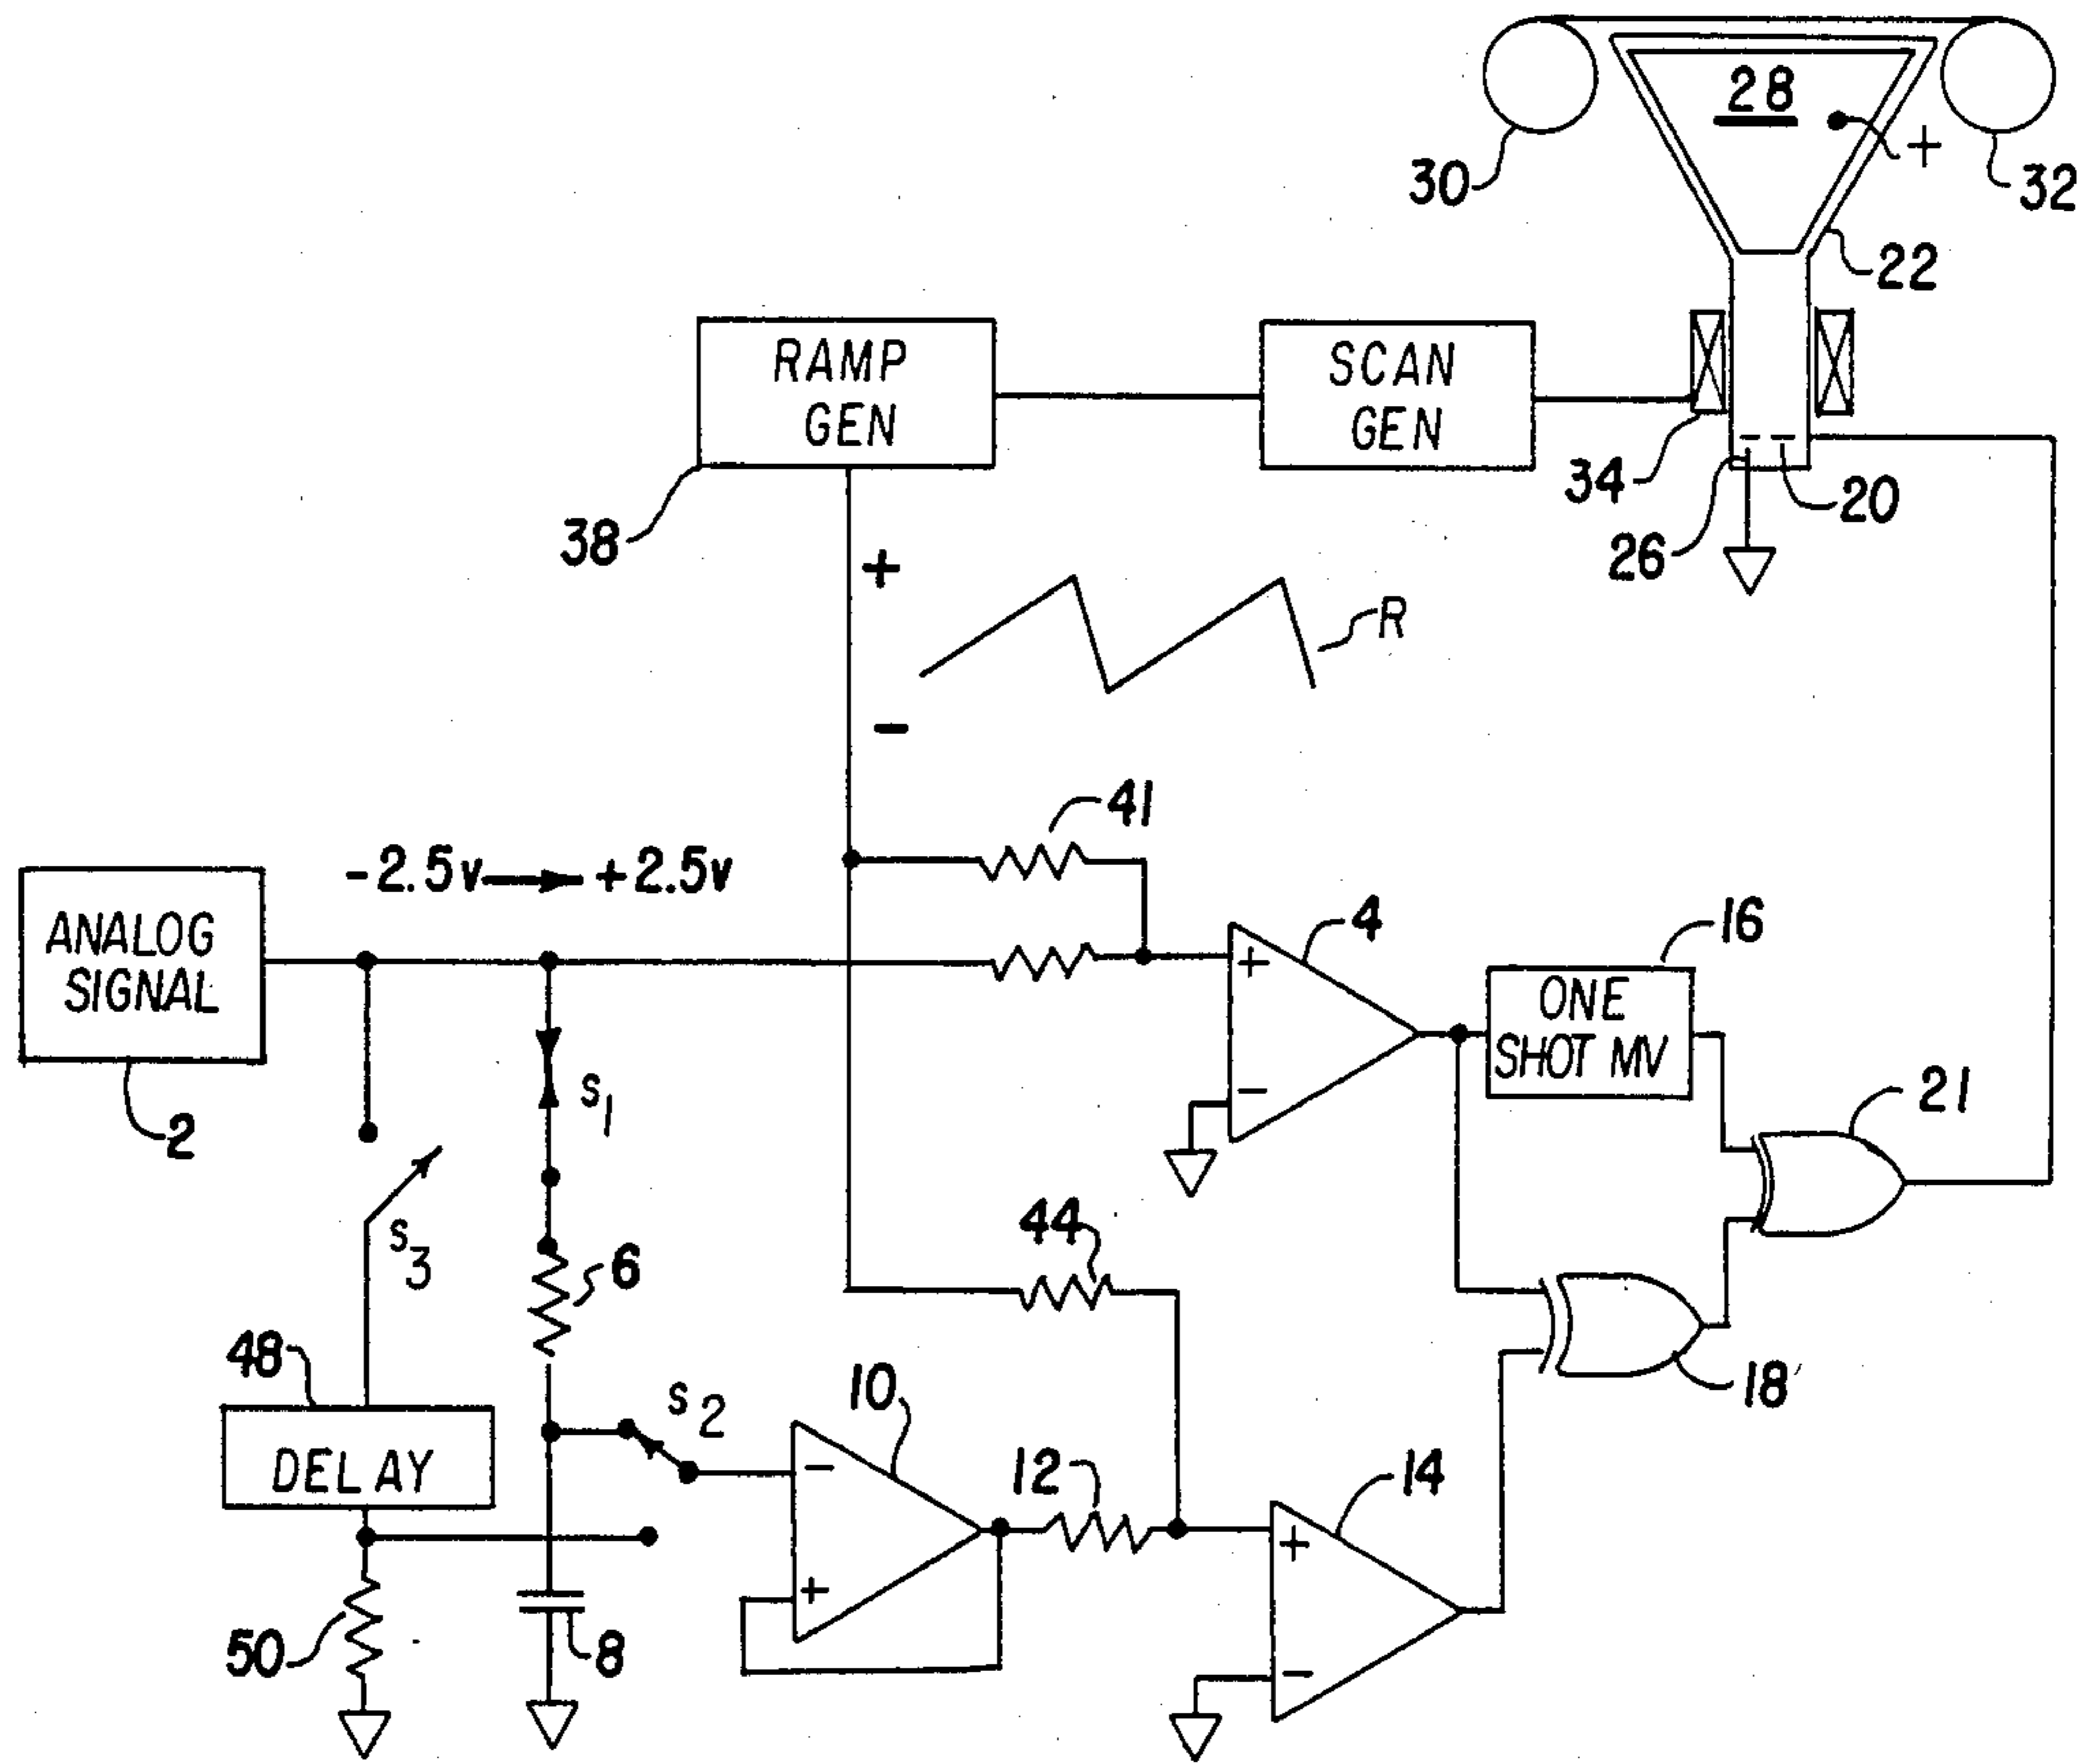 28
+
30
32
22
RAMP
GEN
SCAN
GEN
34
20
26
38
+
R
-
41
-2.5v +2.5v
ANALOG
SIGNAL
4
16
+
ONE
SHOT MV
-
S1
2
21
44
S3
6
18
48
S2
10
DELAY
-
12
14
+
+
50
8
-